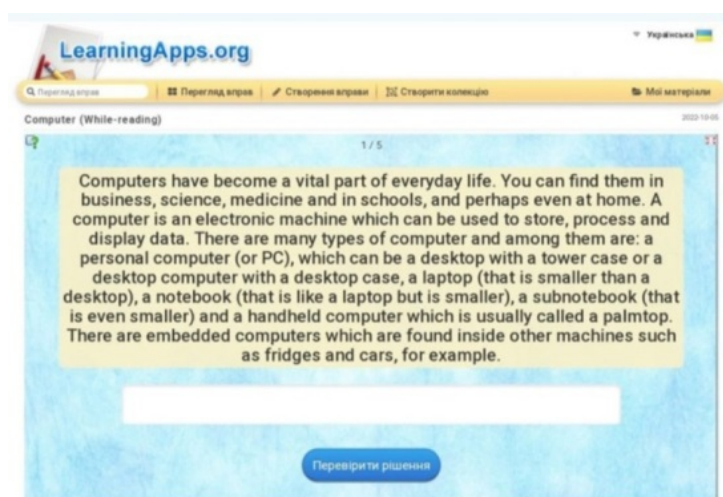 LearningApps.org
Українська
Перегляд вправ
Перегляд вправ
Створення вправи
Створити колекцію
Мої матеріали
Computer (While-reading)
2022-10-05
1 / 5
Computers have become a vital part of everyday life. You can find them in
business, science, medicine and in schools, and perhaps even at home. A
computer is an electronic machine which can be used to store, process and
display data. There are many types of computer and among them are: a
personal computer (or PC), which can be a desktop with a tower case or a
desktop computer with a desktop case, a laptop (that is smaller than a
desktop), a notebook (that is like a laptop but is smaller), a subnotebook (that
is even smaller) and a handheld computer which is usually called a palmtop.
There are embedded computers which are found inside other machines such
as fridges and cars, for example.
Перевірити рішення